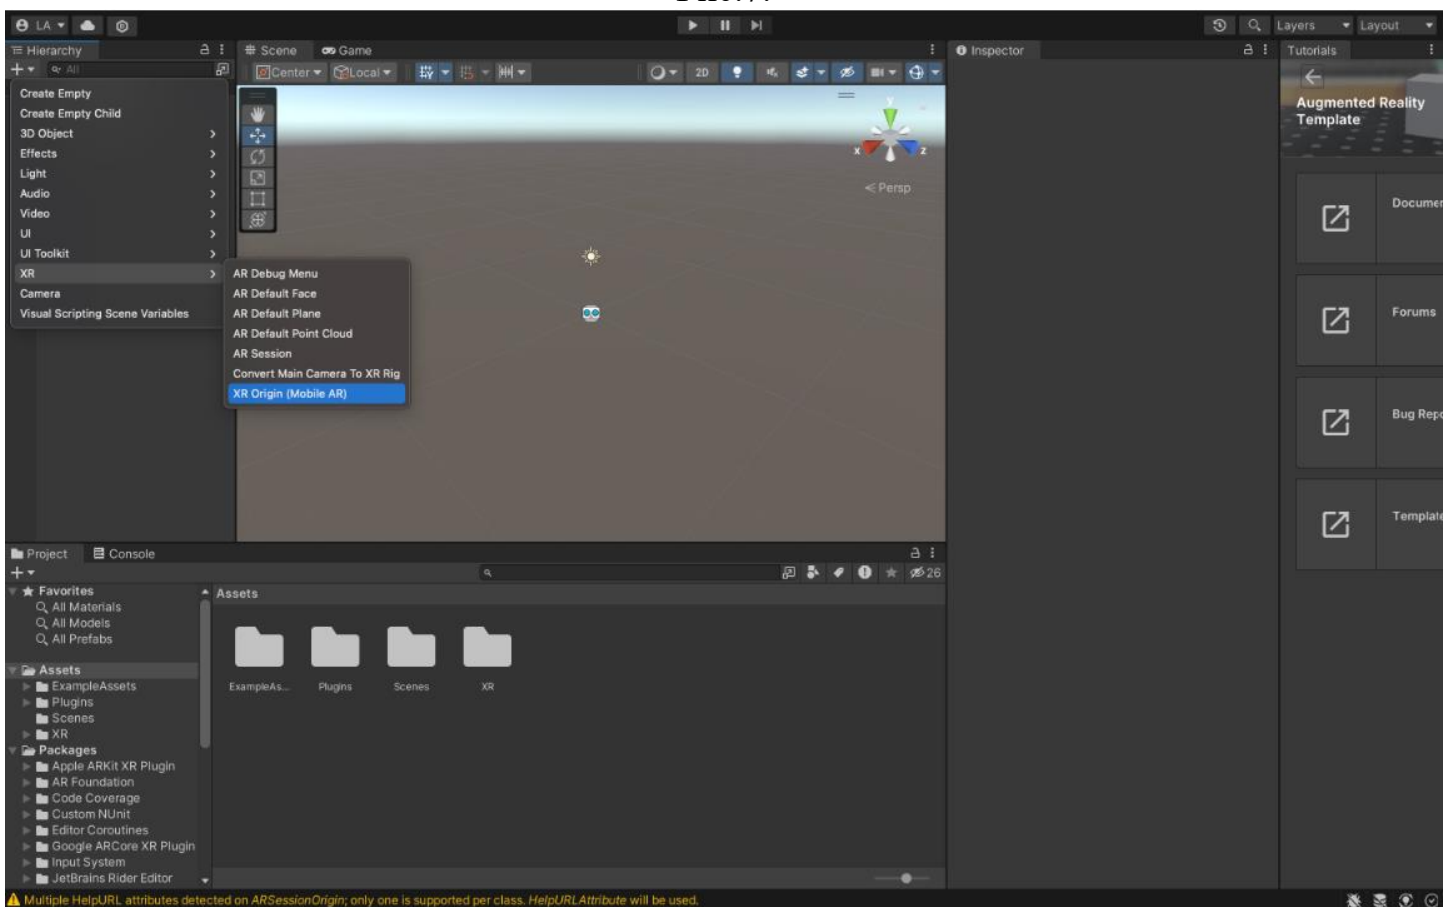 LA
Layers
Layout
Hierarchy
Scene
Game
Inspector
Tutorials
All
Center
Local
2D
Create Empty
Create Empty Child
3D Object
Effects
Light
Audio
Video
UI
UI Toolkit
XR
Camera
Visual Scripting Scene Variables
AR Debug Menu
AR Default Face
AR Default Plane
AR Default Point Cloud
AR Session
Convert Main Camera To XR Rig
XR Origin (Mobile AR)
y
x
z
Persp
Augmented Reality
Template
Documen
Forums
Bug Repo
Template
Project
Console
26
Favorites
All Materials
All Models
All Prefabs
Assets
ExampleAssets
Plugins
Scenes
XR
Packages
Apple ARKit XR Plugin
AR Foundation
Code Coverage
Custom NUnit
Editor Coroutines
Google ARCore XR Plugin
Input System
JetBrains Rider Editor
Assets
ExampleAs...
Plugins
Scenes
XR
Multiple HelpURL attributes detected on ARSessionOrigin; only one is supported per class. HelpURLAttribute will be used.